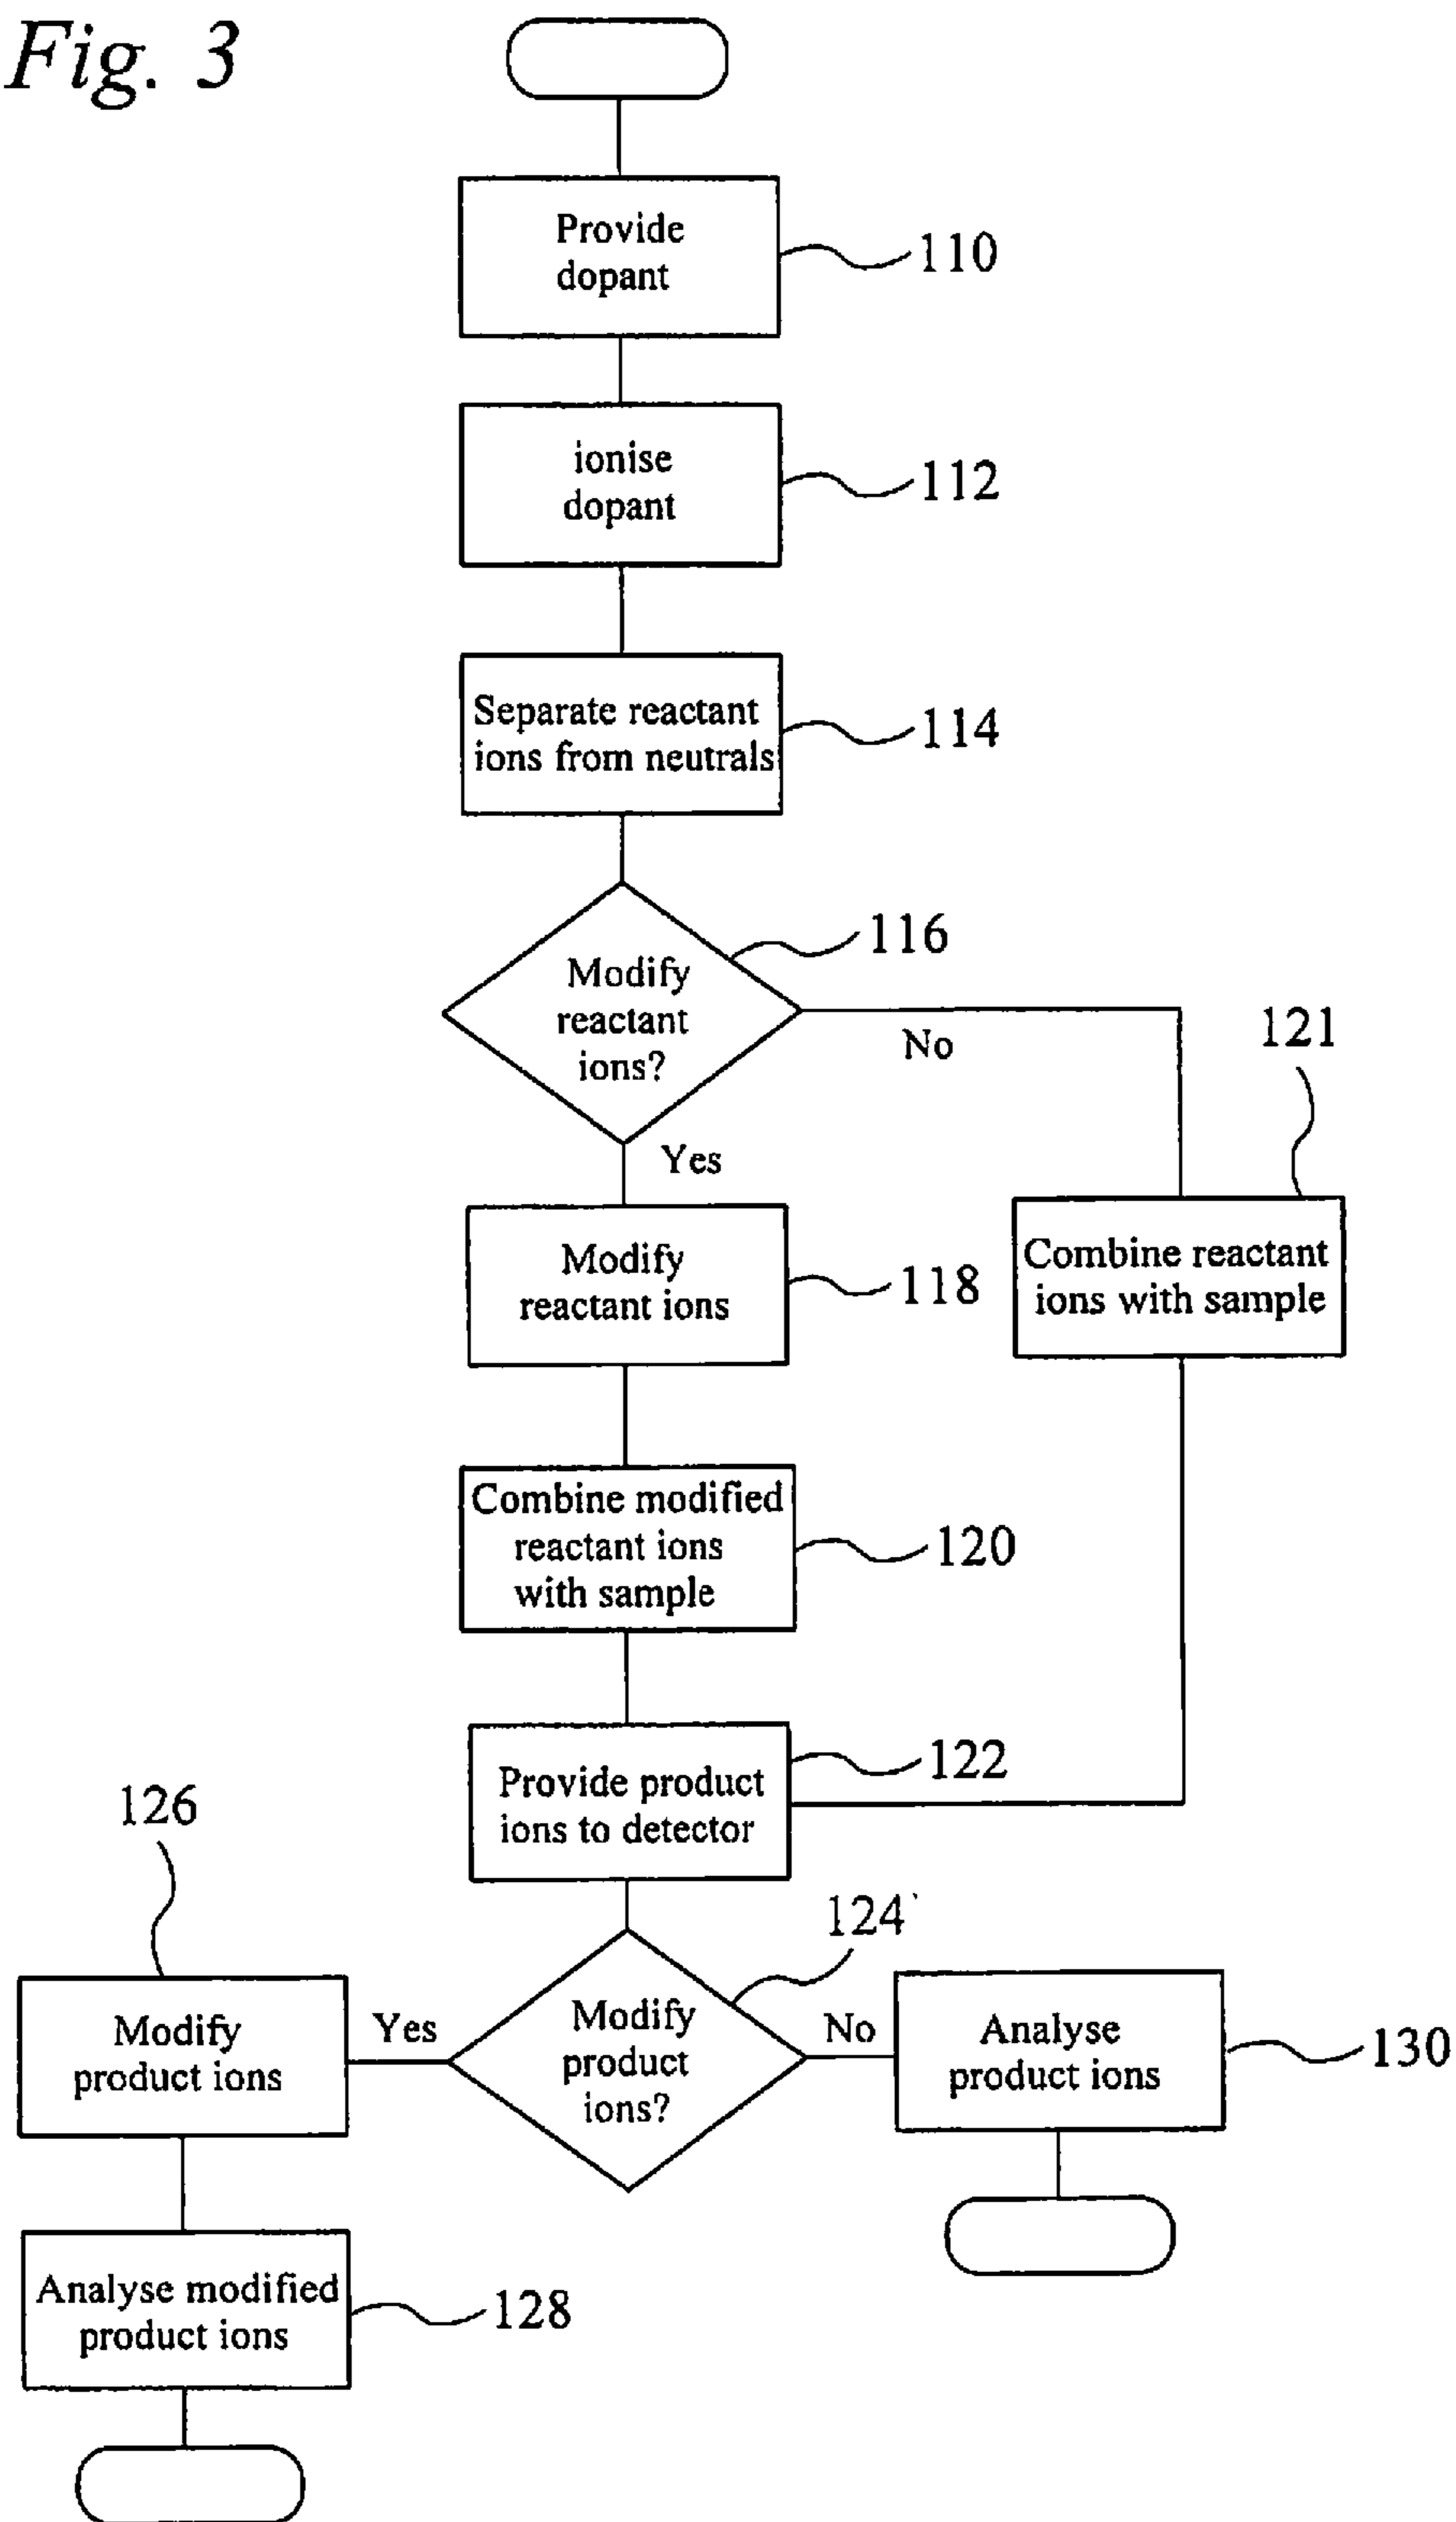 Fig. 3
Provide
dopant
110
ionise
dopant
112
Separate reactant
ions from neutrals
114
116
Modify
reactant
ions?
No
121
Yes
Modify
reactant ions
118
Combine reactant
ions with sample
Combine modified
reactant ions
with sample
120
122
Provide product
ions to detector
126
124
Modify
product ions
Yes
Modify
product
ions?
No
Analyse
product ions
130
Analyse modified
product ions
128